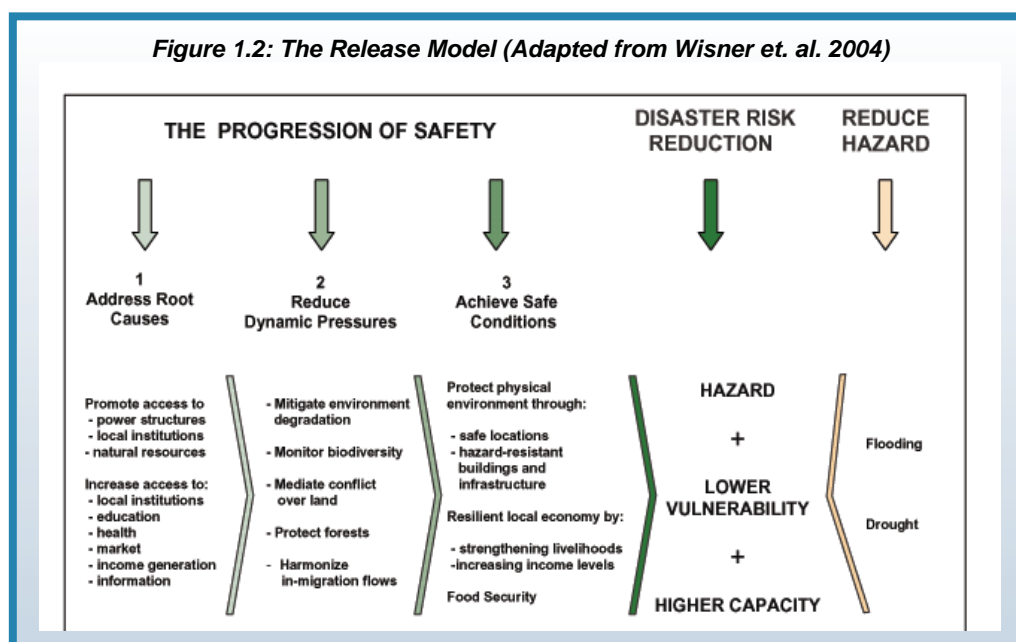 Figure 1.2: The Release Model (Adapted from Wisner et. al. 2004)
THE PROGRESSION OF SAFETY
DISASTER RISK
REDUCTION
REDUCE
HAZARD
1
Address Root
Causes
2
Reduce
Dynamic Pressures
3
Achieve Safe
Conditions
Promote access to
- power structures
- local institutions
- natural resources
Increase access to:
- local institutions
- education
- health
- market
- income generation
- information
- Mitigate environment
degradation
- Monitor biodiversity
- Mediate conflict
over land
- Protect forests
- Harmonize
in-migration flows
Protect physical
environment through:
- safe locations
- hazard-resistant
buildings and
infrastructure
Resilient local economy by:
- strengthening livelihoods
-increasing income levels
Food Security
HAZARD
+
LOWER
VULNERABILITY
+
HIGHER CAPACITY
Flooding
Drought